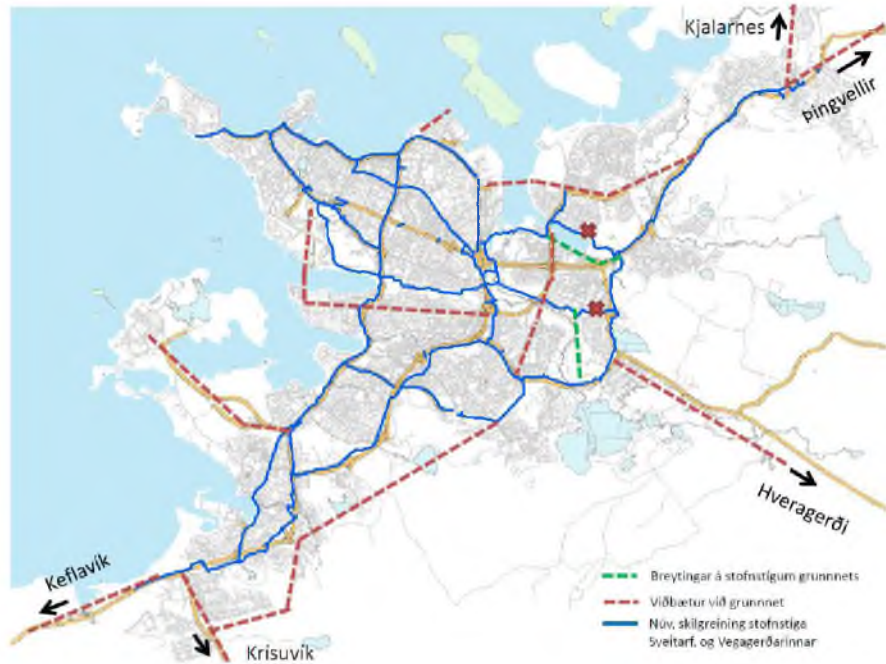 Kjalarnes
Þingvellir
Hveragerði
Keflavík
Krísuvík
Breytingar á stofnstígum grunnnets
Viðbætur við grunnnet
Núv. skilgreining stofnstíga
Sveitarf. og Vegagerðarinnar